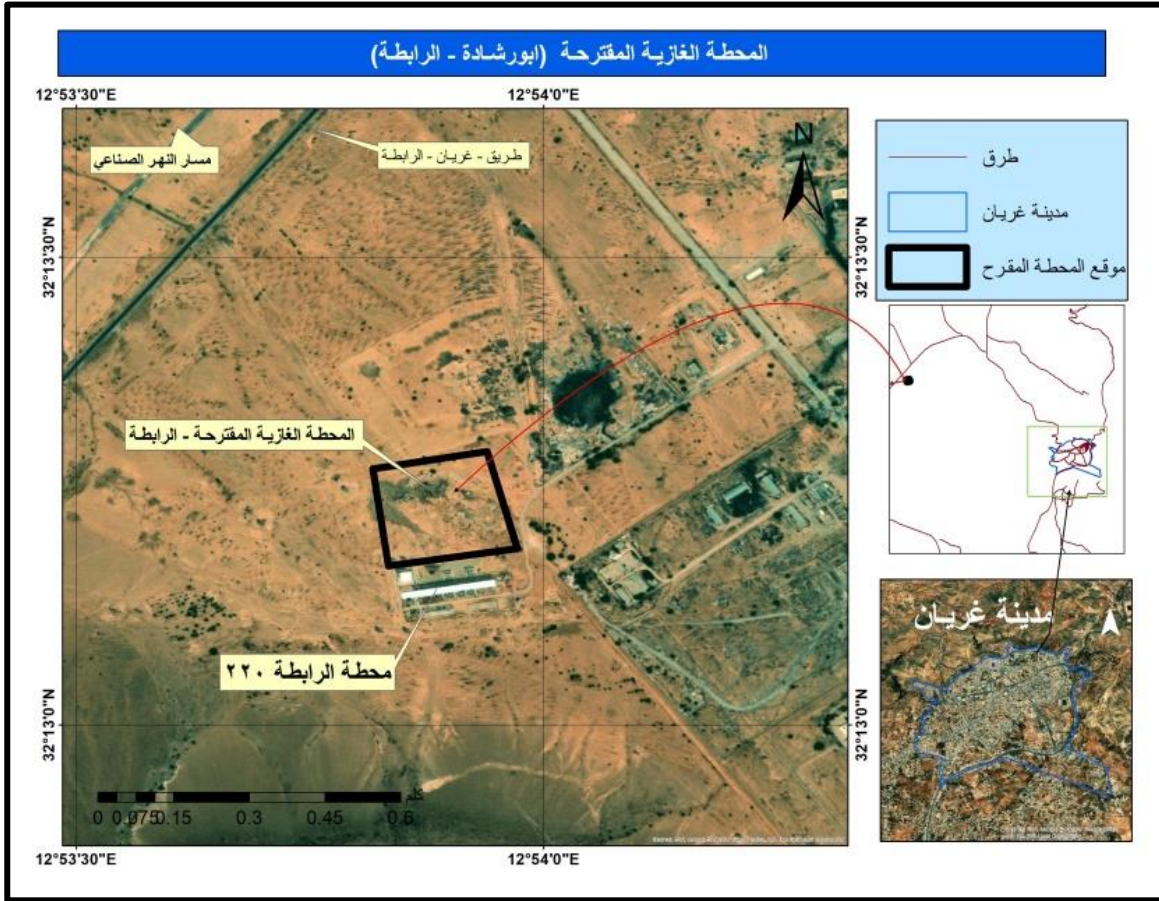 المحطة الغازية المقترحة (ابورشادة - الرابطة)
12°53'30"E
12°54'0"E
مسار النهر الصناعي
طريق - غريان - الرابطة
N
32°13'30"N
32°13'30"N
المحطة الغازية المقترحة - الرابطة
محطة الرابطة ٢٢٠
32°13'0"N
32°13'0"N
كلم
0 0.075 0.15 0.3 0.45 0.6
12°53'30"E
12°54'0"E
طرق
مدينة غريان
موقع المحطة المقرح
مدينة غريان